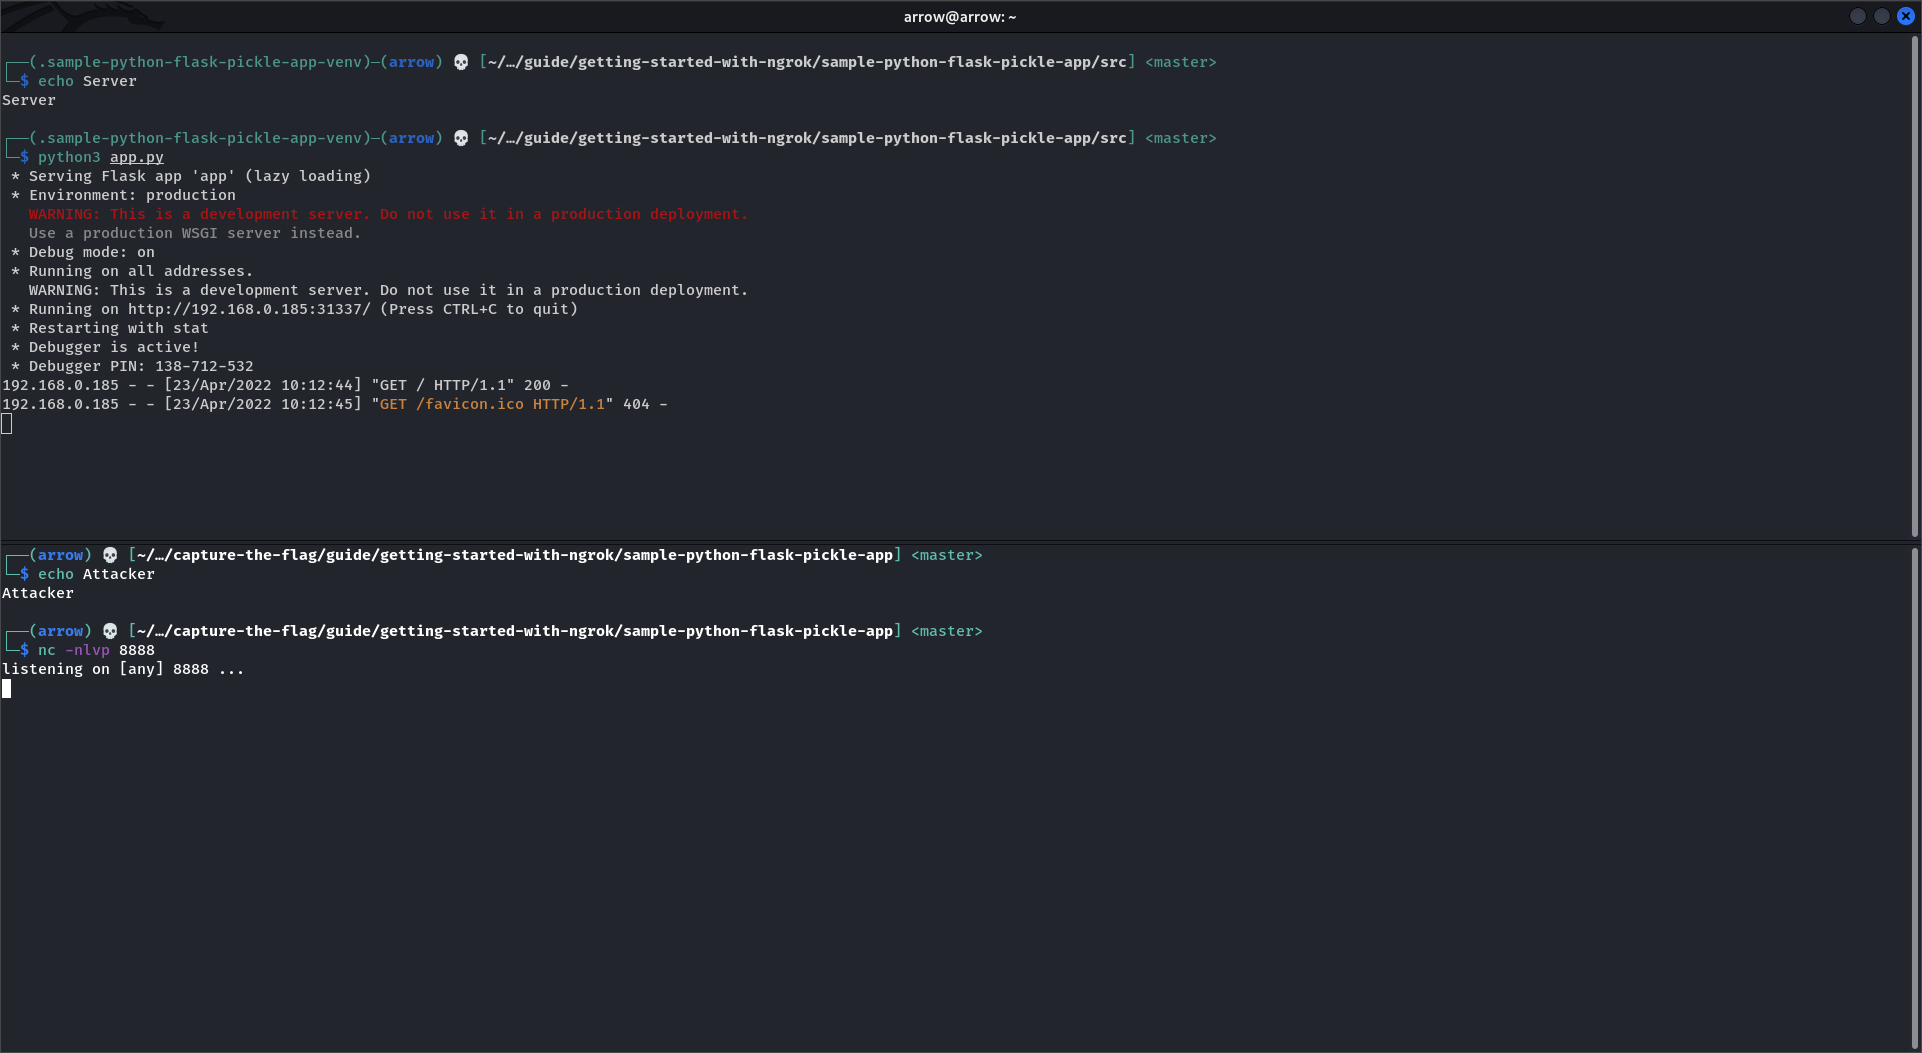 arrow@arrow: ~
┌──(.sample-python-flask-pickle-app-venv)─(arrow) 💀 [~/…/guide/getting-started-with-ngrok/sample-python-flask-pickle-app/src] <master>
└─$ echo Server
Server
┌──(.sample-python-flask-pickle-app-venv)─(arrow) 💀 [~/…/guide/getting-started-with-ngrok/sample-python-flask-pickle-app/src] <master>
└─$ python3 app.py
 * Serving Flask app 'app' (lazy loading)
 * Environment: production
   WARNING: This is a development server. Do not use it in a production deployment.
   Use a production WSGI server instead.
 * Debug mode: on
 * Running on all addresses.
   WARNING: This is a development server. Do not use it in a production deployment.
 * Running on http://192.168.0.185:31337/ (Press CTRL+C to quit)
 * Restarting with stat
 * Debugger is active!
 * Debugger PIN: 138-712-532
192.168.0.185 - - [23/Apr/2022 10:12:44] "GET / HTTP/1.1" 200 -
192.168.0.185 - - [23/Apr/2022 10:12:45] "GET /favicon.ico HTTP/1.1" 404 -
┌──(arrow) 💀 [~/…/capture-the-flag/guide/getting-started-with-ngrok/sample-python-flask-pickle-app] <master>
└─$ echo Attacker
Attacker
┌──(arrow) 💀 [~/…/capture-the-flag/guide/getting-started-with-ngrok/sample-python-flask-pickle-app] <master>
└─$ nc -nlvp 8888
listening on [any] 8888 ...